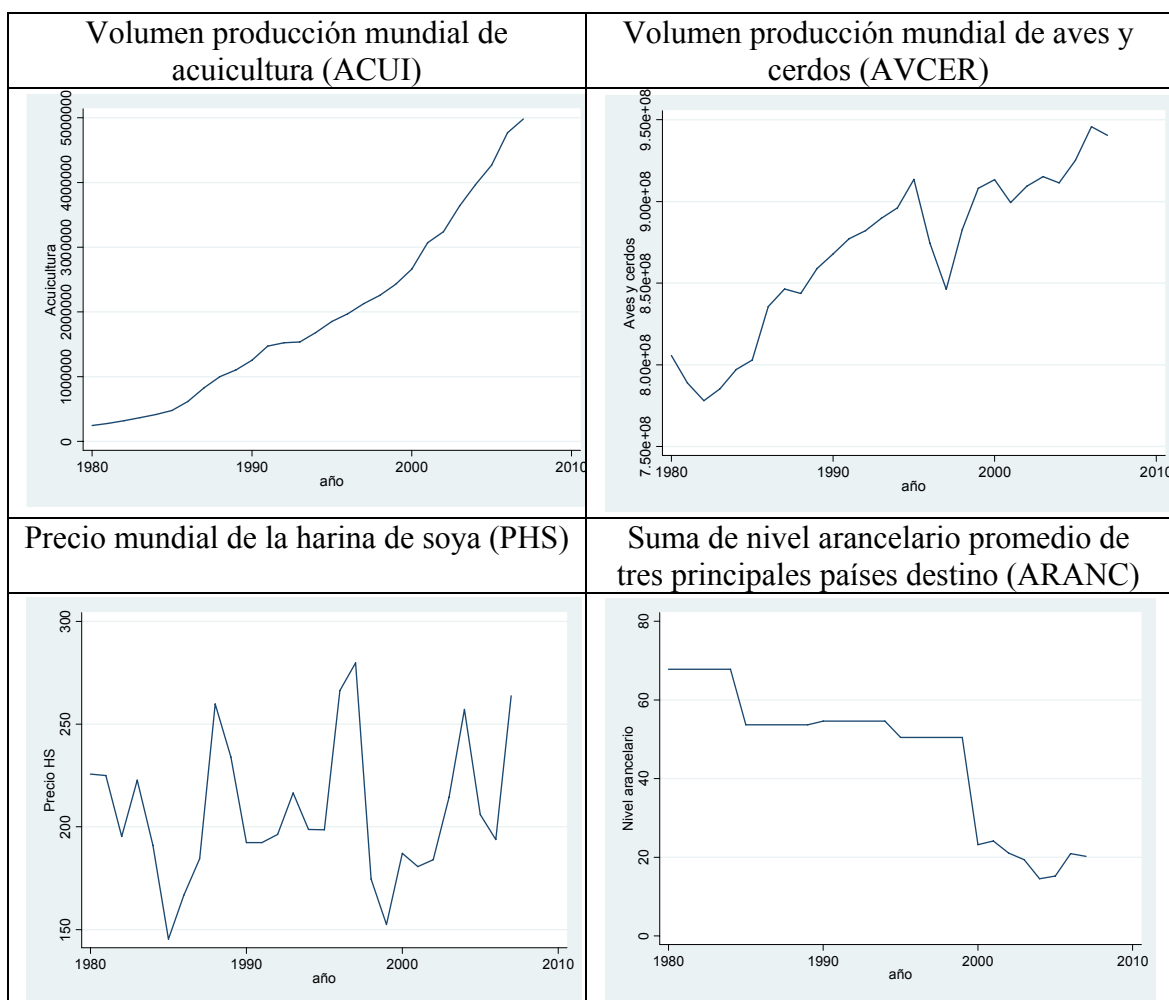 Volumen producción mundial de
acuicultura (ACUI)
Volumen producción mundial de aves y
cerdos (AVCER)
Acuicultura
5000000
4000000
3000000
2000000
1000000
0
1980
1990
2000
2010
año
Aves y cerdos
9.50e+08
9.00e+08
8.50e+08
8.00e+08
7.50e+08
1980
1990
2000
2010
año
Precio mundial de la harina de soya (PHS)
Suma de nivel arancelario promedio de
tres principales países destino (ARANC)
Precio HS
300
250
200
150
1980
1990
2000
2010
año
Nivel arancelario
80
60
40
20
0
1980
1990
2000
2010
año